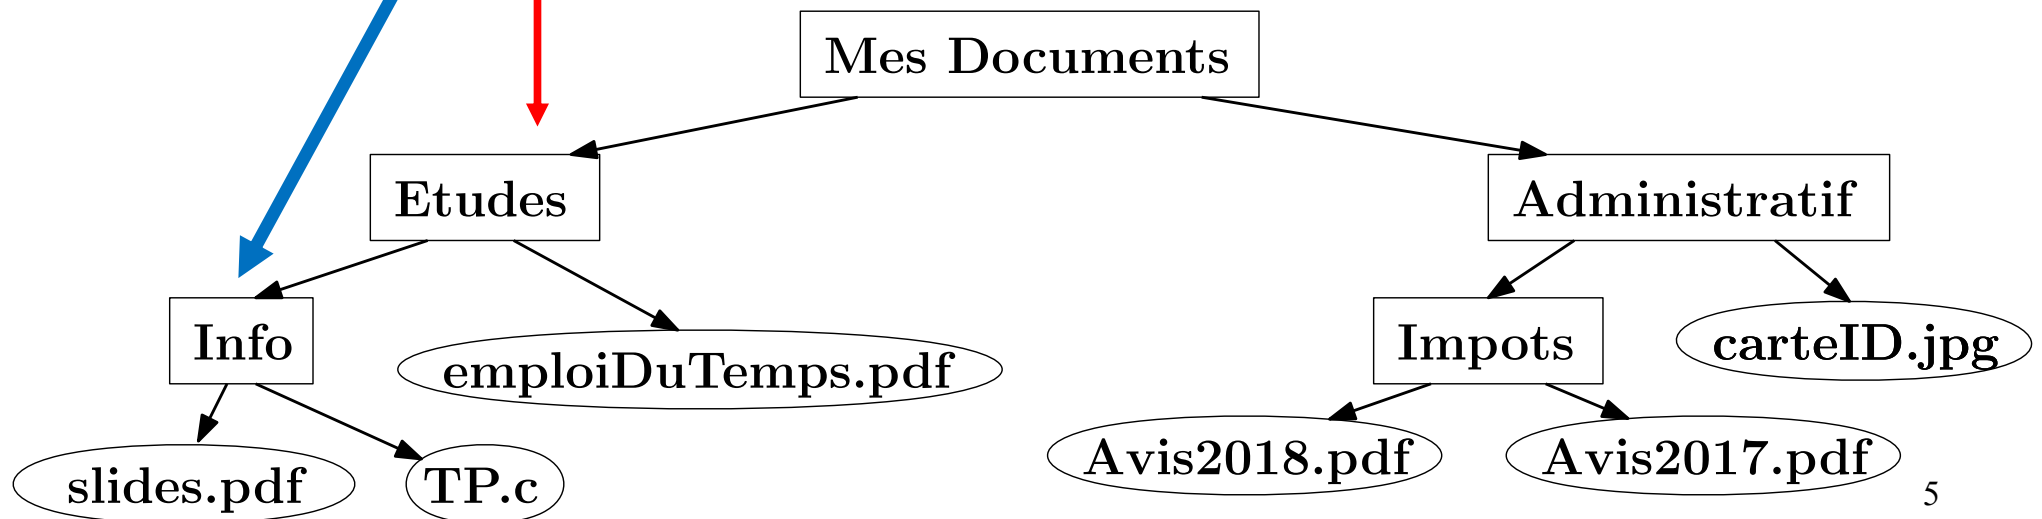 Mes Documents
Etudes
Administratif
Info
emploiDuTemps.pdf
Impots
carteID.jpg
slides.pdf
TP.c
Avis2018.pdf
Avis2017.pdf
5